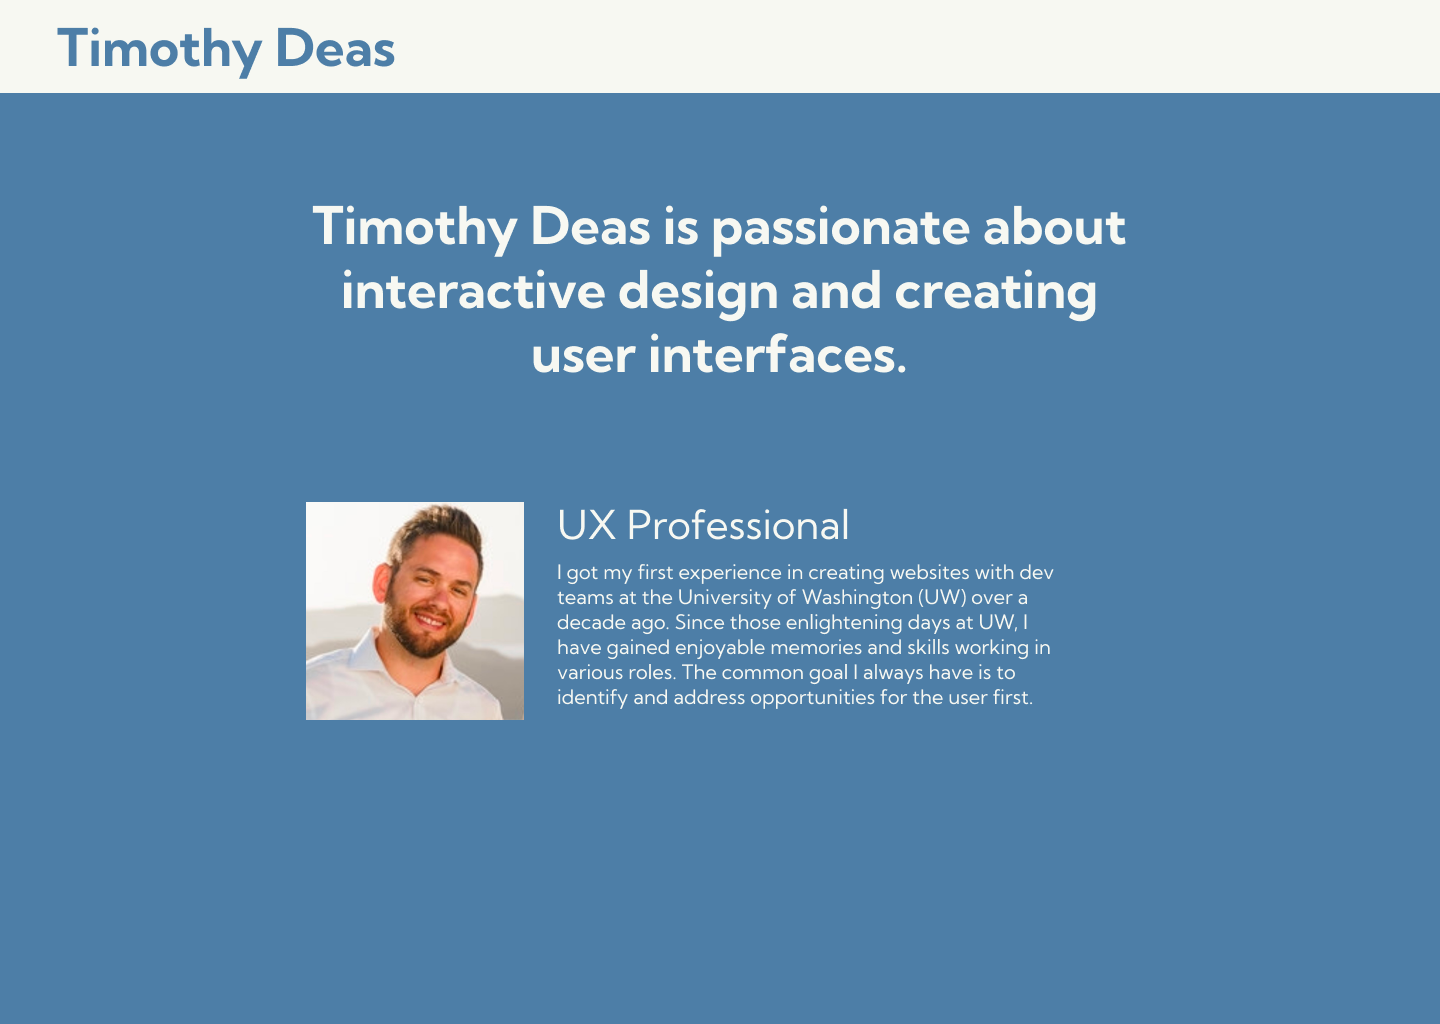 Timothy Deas
Timothy Deas is passionate about
interactive design and creating
user interfaces.
UX Professional
I got my first experience in creating websites with dev
teams at the University of Washington (UW) over a
decade ago. Since those enlightening days at UW, I
have gained enjoyable memories and skills working in
various roles. The common goal I always have is to
identify and address opportunities for the user first.